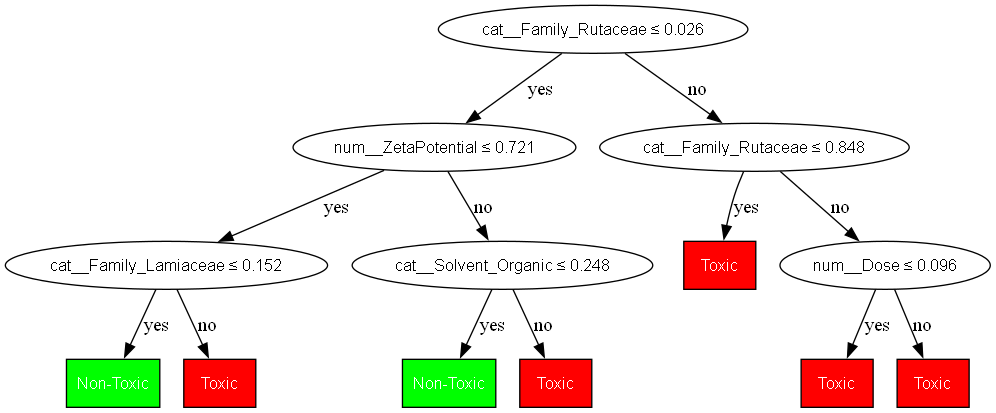 cat__Family_Rutaceae ≤ 0.026
yes
no
num__ZetaPotential ≤ 0.721
cat__Family_Rutaceae ≤ 0.848
yes
no
yes
no
cat__Family_Lamiaceae ≤ 0.152
cat__Solvent_Organic ≤ 0.248
Toxic
num__Dose ≤ 0.096
yes
no
yes
no
yes
no
Non-Toxic
Toxic
Non-Toxic
Toxic
Toxic
Toxic